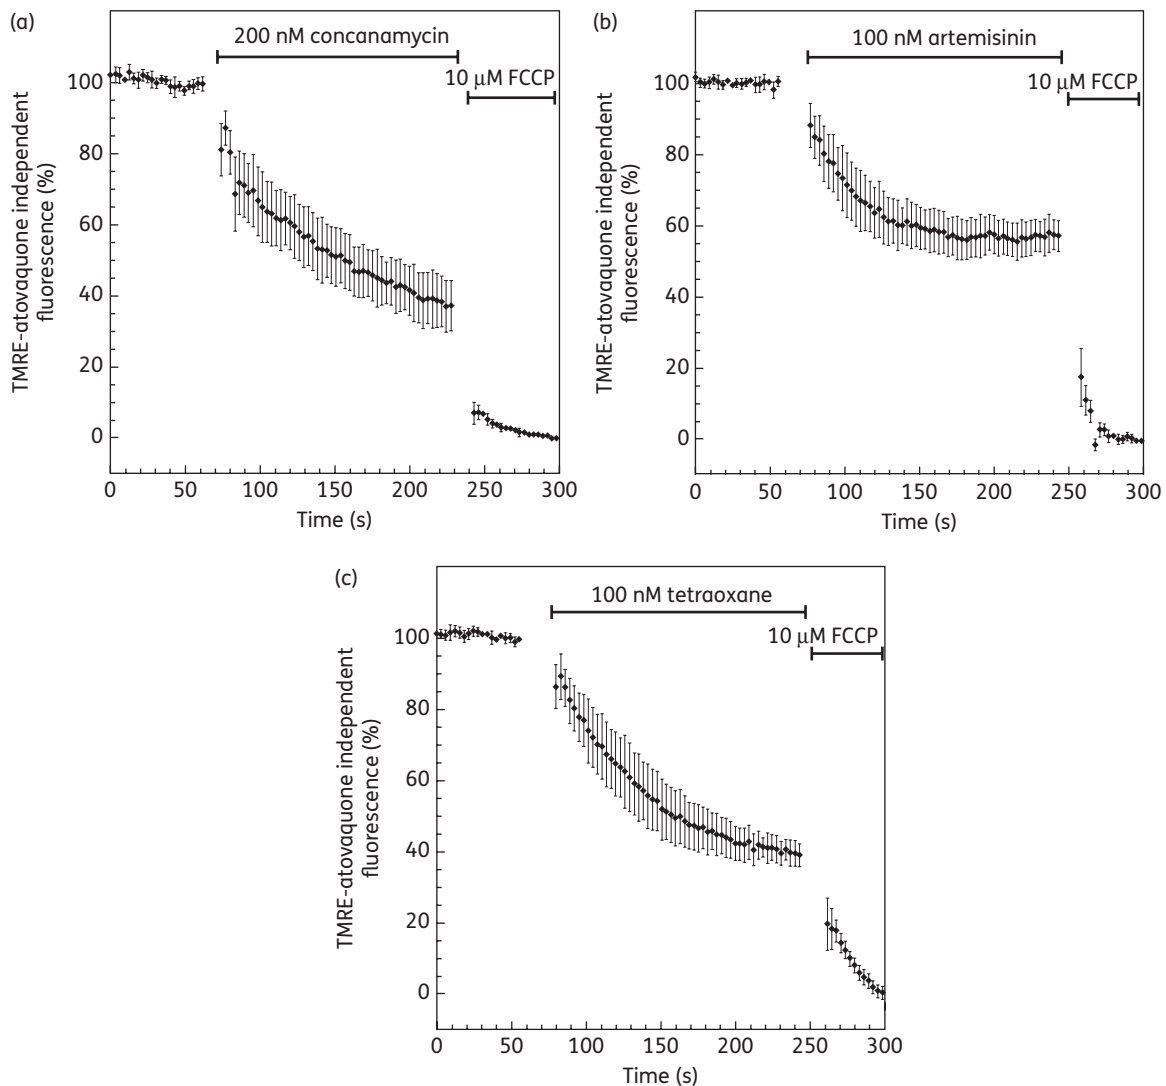 (a)
200 nM concanamycin
10 μM FCCP
TMRE-atovaquone independent
fluorescence (%)
100
80
60
40
20
0
0 50 100 150 200 250 300
Time (s)
(b)
100 nM artemisinin
10 μM FCCP
TMRE-atovaquone independent
fluorescence (%)
100
80
60
40
20
0
0 50 100 150 200 250 300
Time (s)
(c)
100 nM tetraoxane
10 μM FCCP
TMRE-atovaquone independent
fluorescence (%)
100
80
60
40
20
0
0 50 100 150 200 250 300
Time (s)